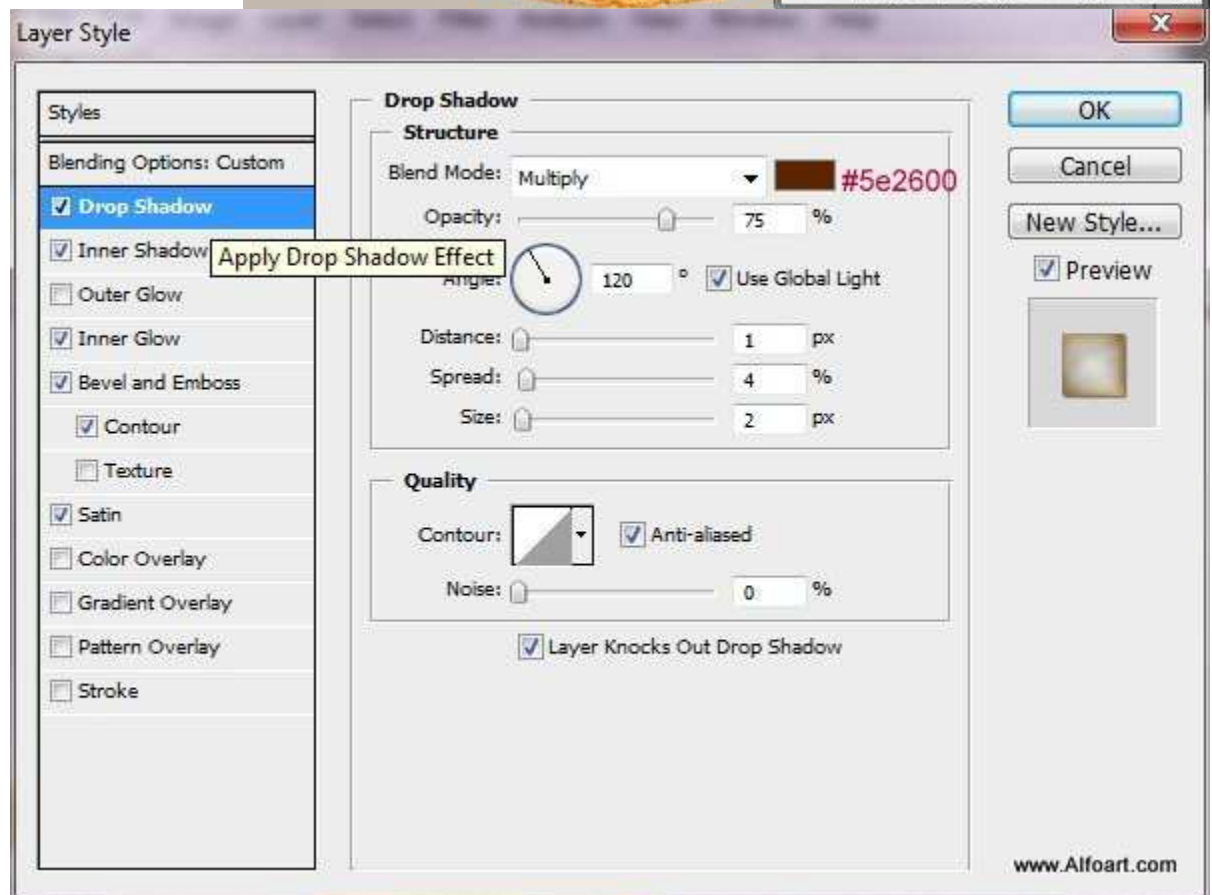 Layer Style
Styles
Blending Options: Custom
Drop Shadow
Inner Shadow
Outer Glow
Inner Glow
Bevel and Emboss
Contour
Texture
Satin
Color Overlay
Gradient Overlay
Pattern Overlay
Stroke
Apply Drop Shadow Effect
Drop Shadow
Structure
Blend Mode: Multiply #5e2600
Opacity: 75 %
Angle: 120 ° Use Global Light
Distance: 1 px
Spread: 4 %
Size: 2 px
Quality
Contour: Anti-aliased
Noise: 0 %
Layer Knocks Out Drop Shadow
OK
Cancel
New Style...
Preview
www.Alfoart.com